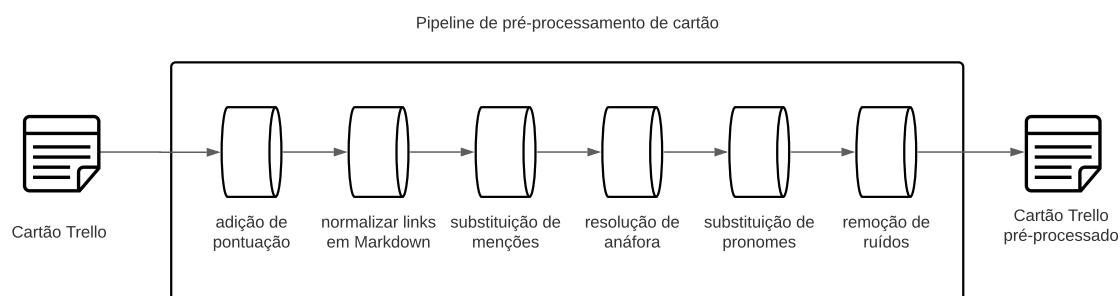 Pipeline de pré-processamento de cartão
Cartão Trello
adição de
pontuação
normalizar links
em Markdown
substituição de
menções
resolução de
anáfora
substituição de
pronomes
remoção de
ruídos
Cartão Trello
pré-processado